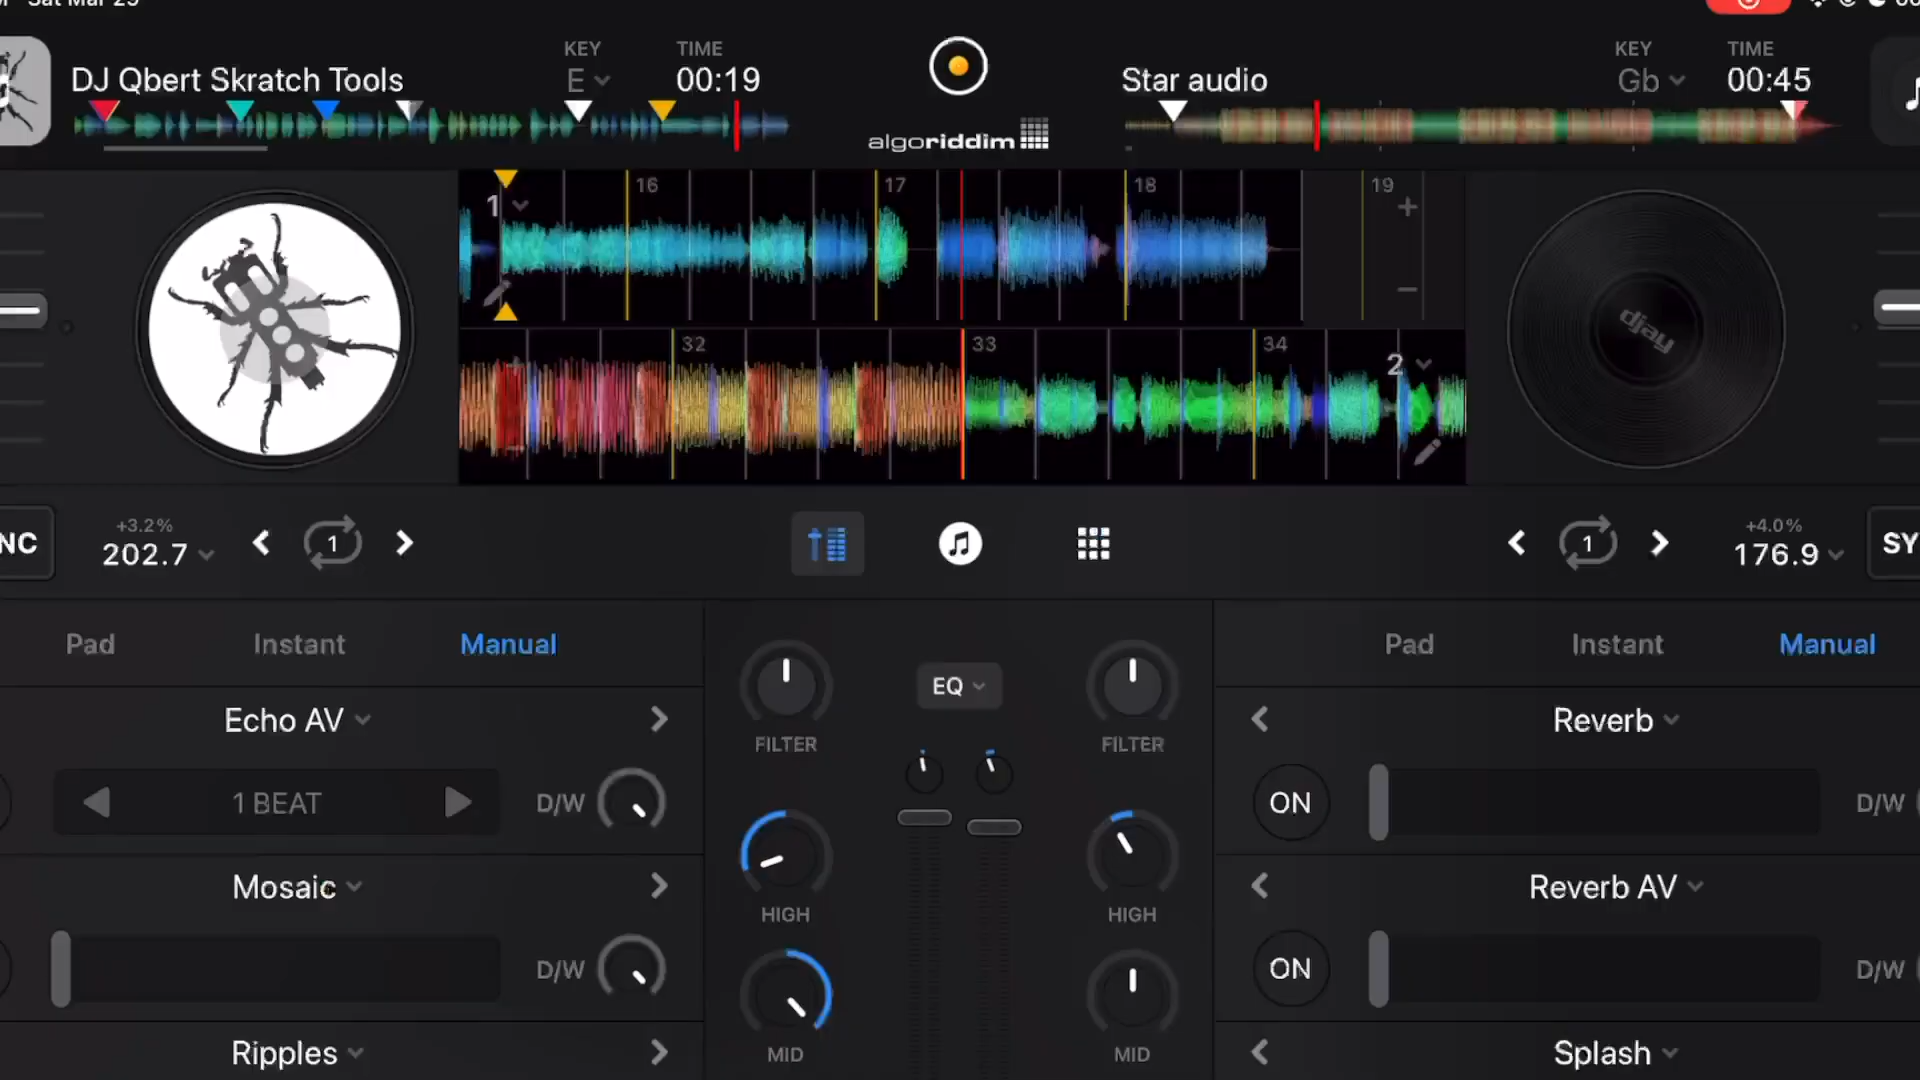 Sat Mar 29
DJ Qbert Skratch Tools
KEY
E
TIME
00:19
algoriddim
Star audio
KEY
Gb
TIME
00:45
1
16
17
18
19
+
−
32
33
34
2
djay
NC
+3.2%
202.7
1
1
+4.0%
176.9
SY
Pad
Instant
Manual
Pad
Instant
Manual
Echo AV
1 BEAT
D/W
Mosaic
D/W
Ripples
FILTER
EQ
FILTER
HIGH
HIGH
MID
MID
Reverb
ON
D/W
Reverb AV
ON
D/W
Splash